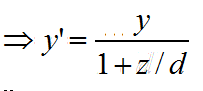 ⇒ y' = ... y / (1 + z / d)